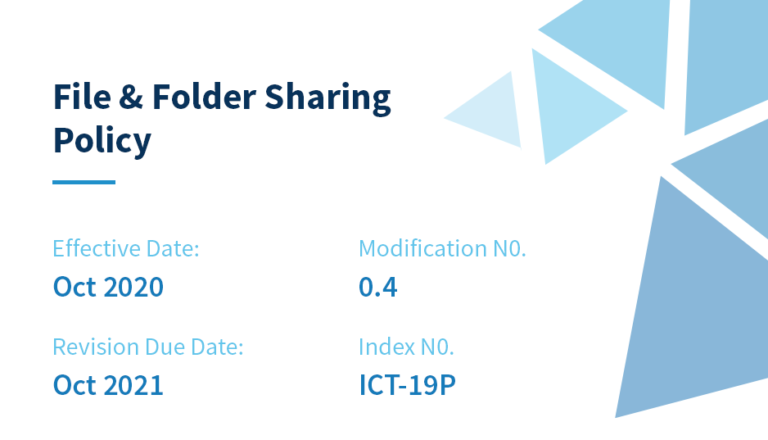 File & Folder Sharing
Policy
Effective Date:
Oct 2020
Modification N0.
0.4
Revision Due Date:
Oct 2021
Index N0.
ICT-19P